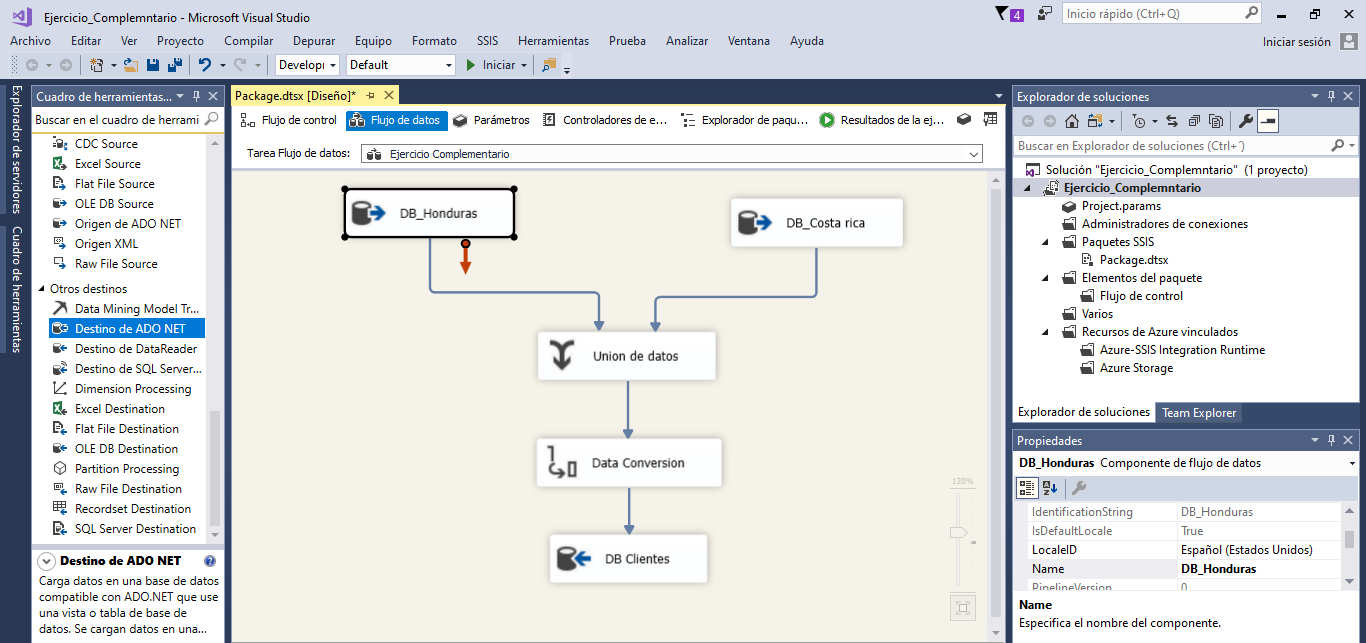 Ejercicio_Complemntario - Microsoft Visual Studio
4
Inicio rápido (Ctrl+Q)
Archivo Editar Ver Proyecto Compilar Depurar Equipo Formato SSIS Herramientas Prueba Analizar Ventana Ayuda
Iniciar sesión
Developi Default Iniciar
Explorador de servidores
Cuadro de herramientas
Cuadro de herramientas...
Buscar en el cuadro de herrami
CDC Source
Excel Source
Flat File Source
OLE DB Source
Origen de ADO NET
Origen XML
Raw File Source
Otros destinos
Data Mining Model Tr...
Destino de ADO NET
Destino de DataReader
Destino de SQL Server...
Dimension Processing
Excel Destination
Flat File Destination
OLE DB Destination
Partition Processing
Raw File Destination
Recordset Destination
SQL Server Destination
Destino de ADO NET
Carga datos en una base de datos
compatible con ADO.NET que use
una vista o tabla de base de
datos. Se cargan datos en una...
Package.dtsx [Diseño]*
Flujo de control Flujo de datos Parámetros Controladores de e... Explorador de paqu... Resultados de la ej...
Tarea Flujo de datos: Ejercicio Complementario
DB_Honduras
DB_Costa rica
Union de datos
Data Conversion
DB Clientes
120%
Explorador de soluciones
Buscar en Explorador de soluciones (Ctrl+´)
Solución "Ejercicio_Complemntario" (1 proyecto)
Ejercicio_Complemntario
Project.params
Administradores de conexiones
Paquetes SSIS
Package.dtsx
Elementos del paquete
Flujo de control
Varios
Recursos de Azure vinculados
Azure-SSIS Integration Runtime
Azure Storage
Explorador de soluciones Team Explorer
Propiedades
DB_Honduras Componente de flujo de datos
IdentificationString DB_Honduras
IsDefaultLocale True
LocaleID Español (Estados Unidos)
Name DB_Honduras
PipelineVersion 0
Name
Especifica el nombre del componente.